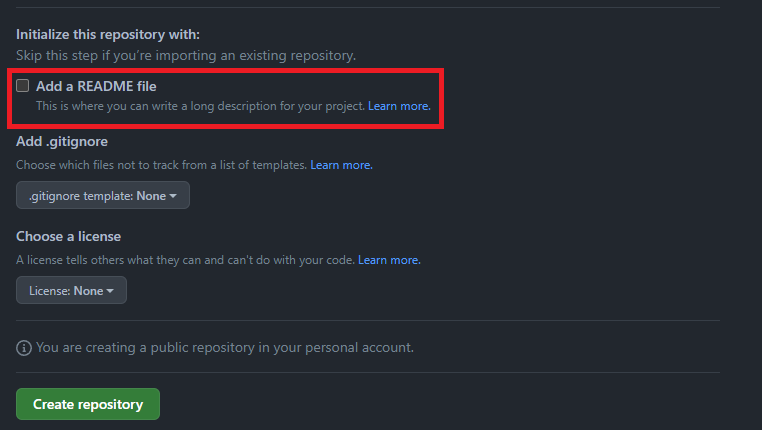 Initialize this repository with:
Skip this step if you're importing an existing repository.
Add a README file
This is where you can write a long description for your project. Learn more.
Add .gitignore
Choose which files not to track from a list of templates. Learn more.
.gitignore template: None
Choose a license
A license tells others what they can and can't do with your code. Learn more.
License: None
You are creating a public repository in your personal account.
Create repository